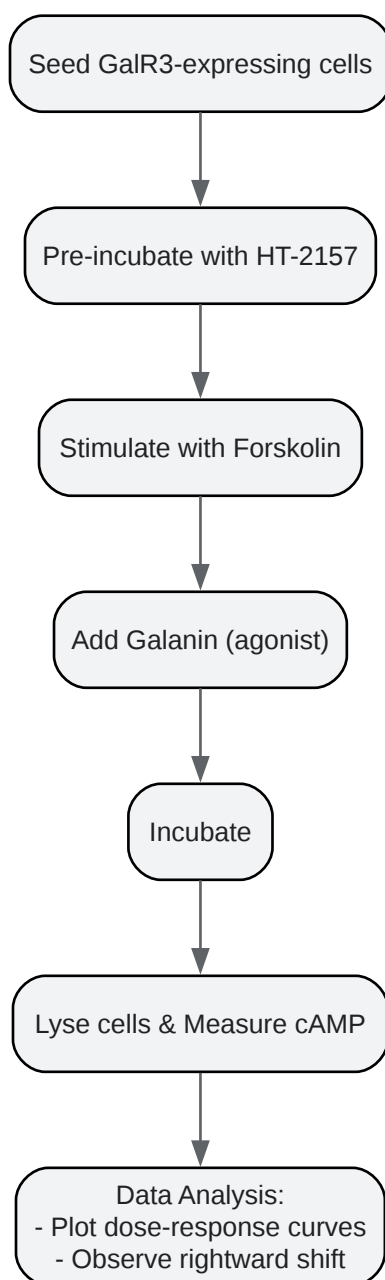 Seed GalR3-expressing cells
Pre-incubate with HT-2157
Stimulate with Forskolin
Add Galanin (agonist)
Incubate
Lyse cells & Measure cAMP
Data Analysis:
- Plot dose-response curves
- Observe rightward shift